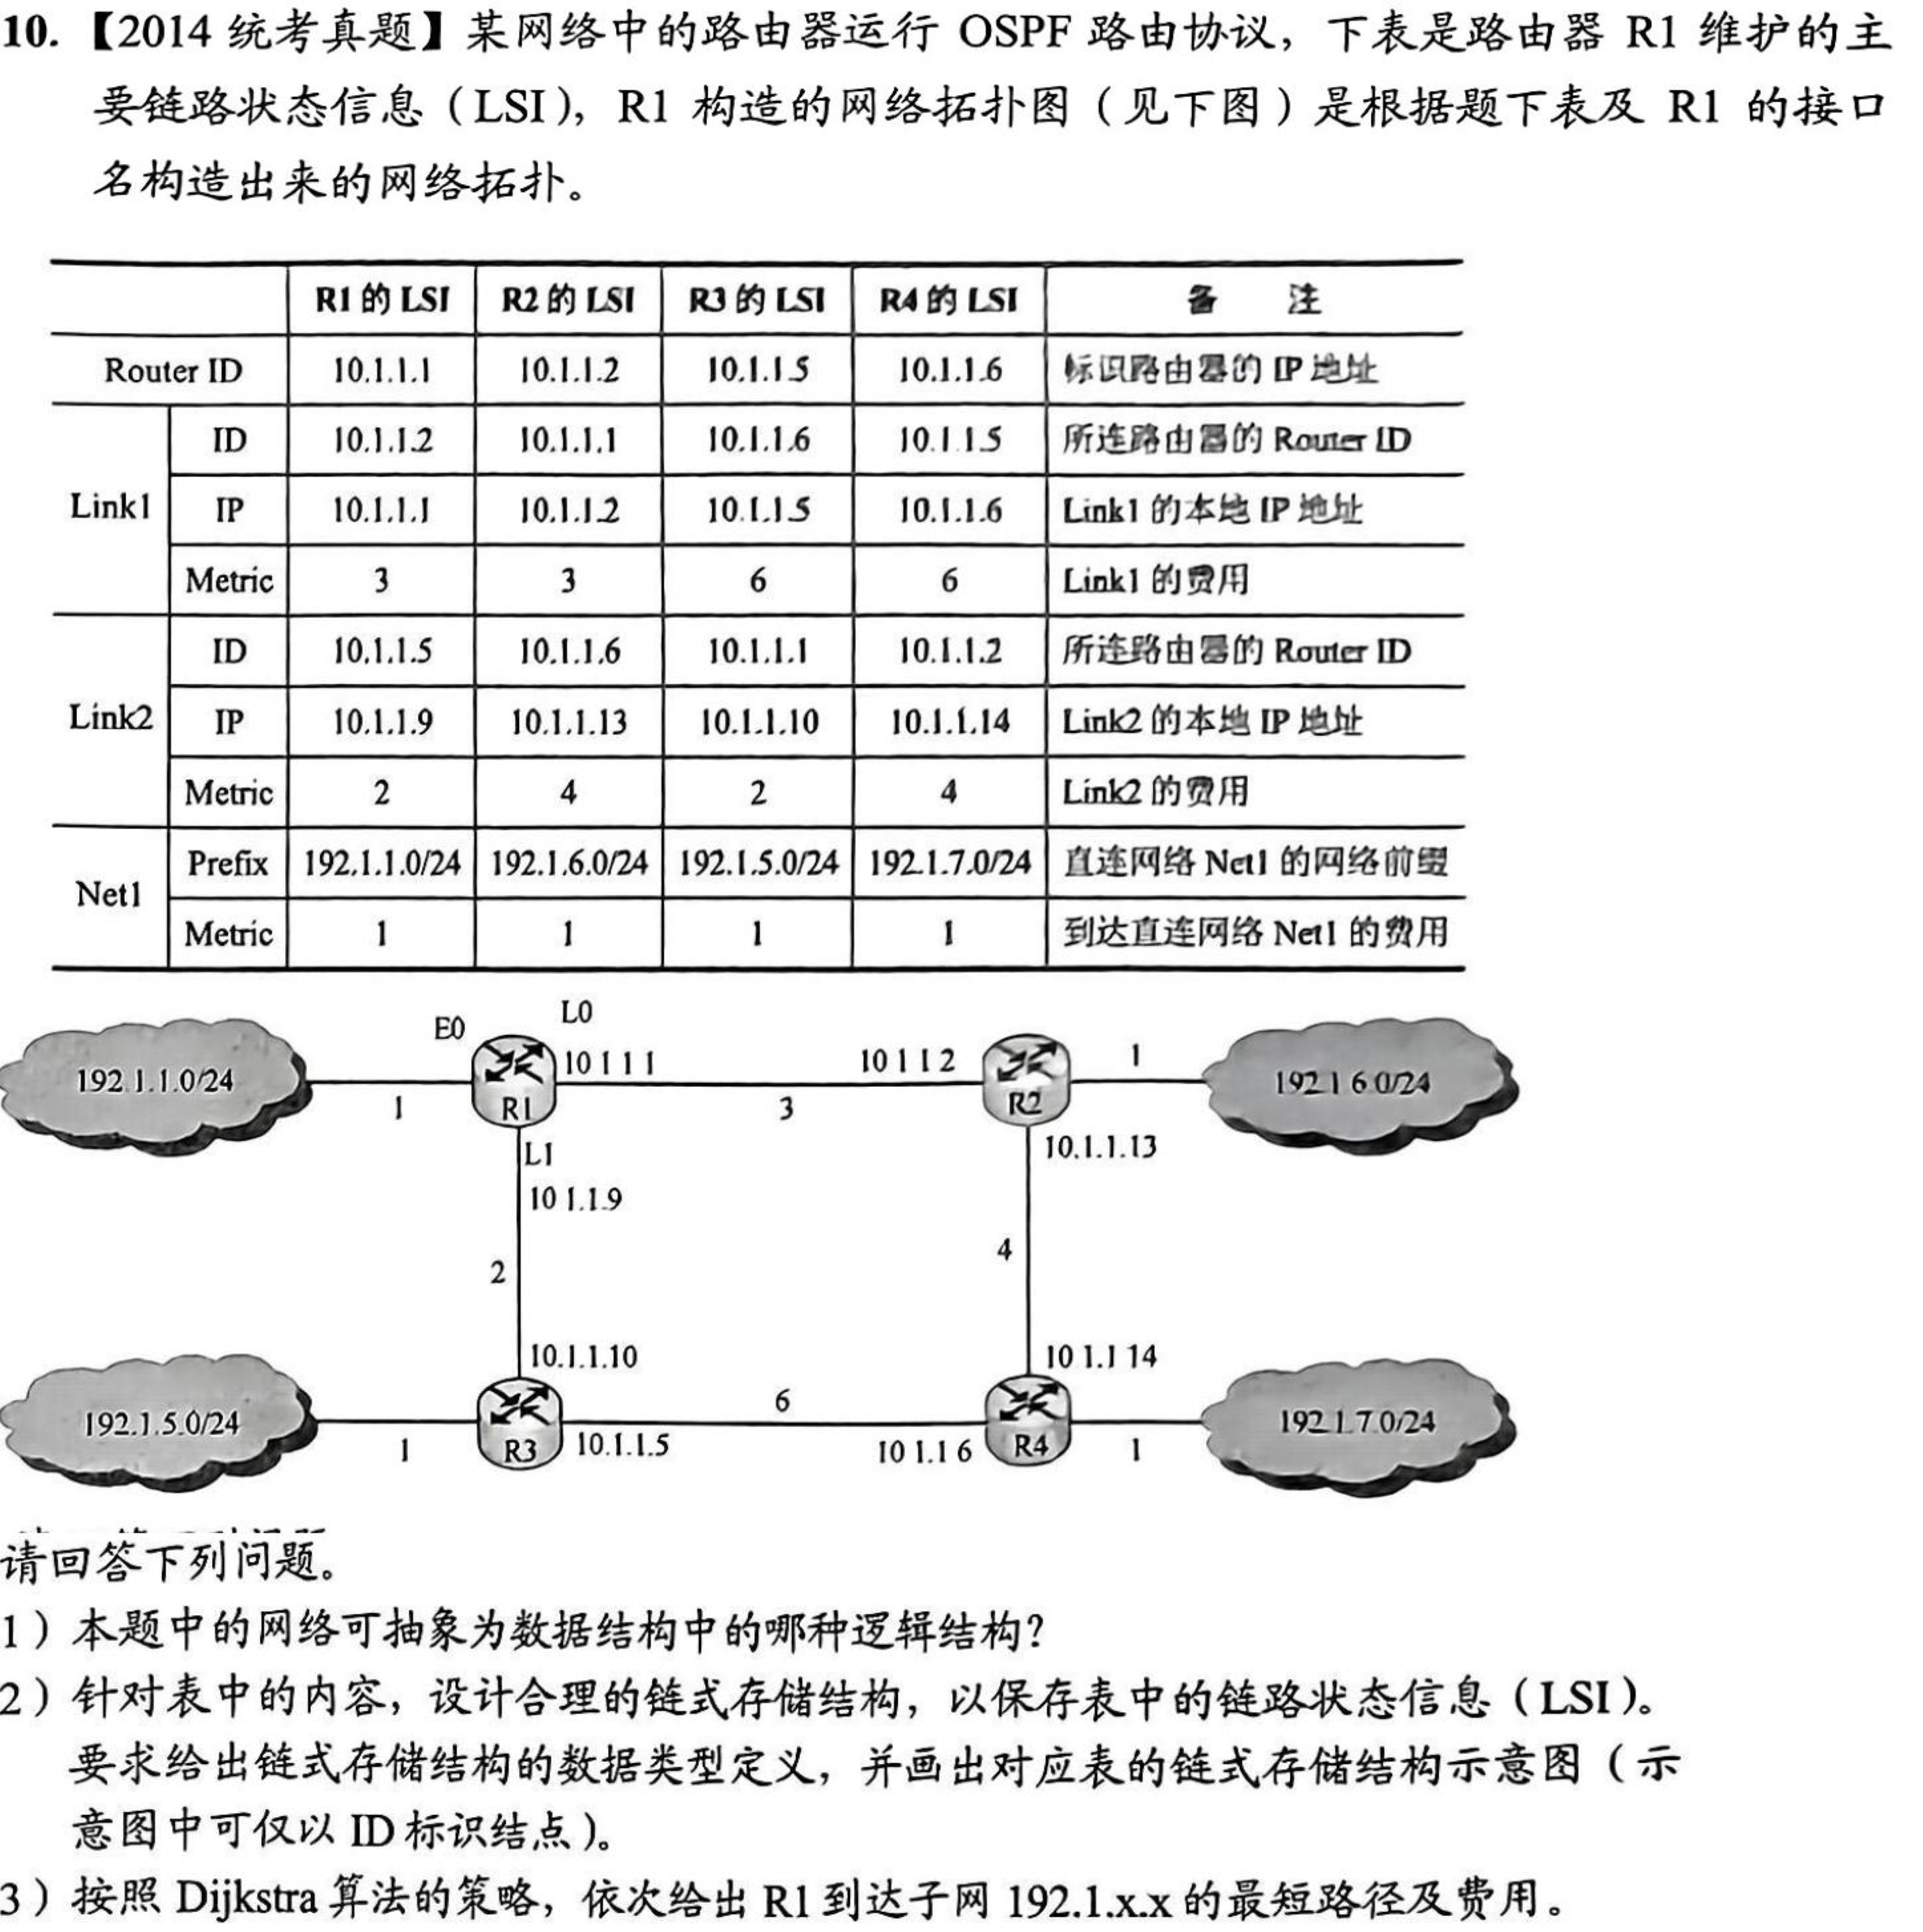 10.【2014 统考真题】某网络中的路由器运行 OSPF 路由协议，下表是路由器 R1 维护的主
要链路状态信息（LSI），R1 构造的网络拓扑图（见下图）是根据题下表及 R1 的接口
名构造出来的网络拓扑。
R1 的 LSI R2 的 LSI R3 的 LSI R4 的 LSI 备 注
Router ID 10.1.1.1 10.1.1.2 10.1.1.5 10.1.1.6 标识路由器的 IP 地址
Link1 ID 10.1.1.2 10.1.1.1 10.1.1.6 10.1.1.5 所连路由器的 Router ID
IP 10.1.1.1 10.1.1.2 10.1.1.5 10.1.1.6 Link1 的本地 IP 地址
Metric 3 3 6 6 Link1 的费用
Link2 ID 10.1.1.5 10.1.1.6 10.1.1.1 10.1.1.2 所连路由器的 Router ID
IP 10.1.1.9 10.1.1.13 10.1.1.10 10.1.1.14 Link2 的本地 IP 地址
Metric 2 4 2 4 Link2 的费用
Net1 Prefix 192.1.1.0/24 192.1.6.0/24 192.1.5.0/24 192.1.7.0/24 直连网络 Net1 的网络前缀
Metric 1 1 1 1 到达直连网络 Net1 的费用
E0 L0
192.1.1.0/24 1 R1 10 1 1 1 3 10 1 1 2 R2 1 192 1 6 0/24
L1
10 1.1.9
10.1.1.13
2 4
10.1.1.10 10 1.1 14
192.1.5.0/24 1 R3 10.1.1.5 6 10 1.1 6 R4 1 192.1.7.0/24
请回答下列问题。
1）本题中的网络可抽象为数据结构中的哪种逻辑结构？
2）针对表中的内容，设计合理的链式存储结构，以保存表中的链路状态信息（LSI）。
要求给出链式存储结构的数据类型定义，并画出对应表的链式存储结构示意图（示
意图中可仅以 ID 标识结点）。
3）按照 Dijkstra 算法的策略，依次给出 R1 到达子网 192.1.x.x 的最短路径及费用。